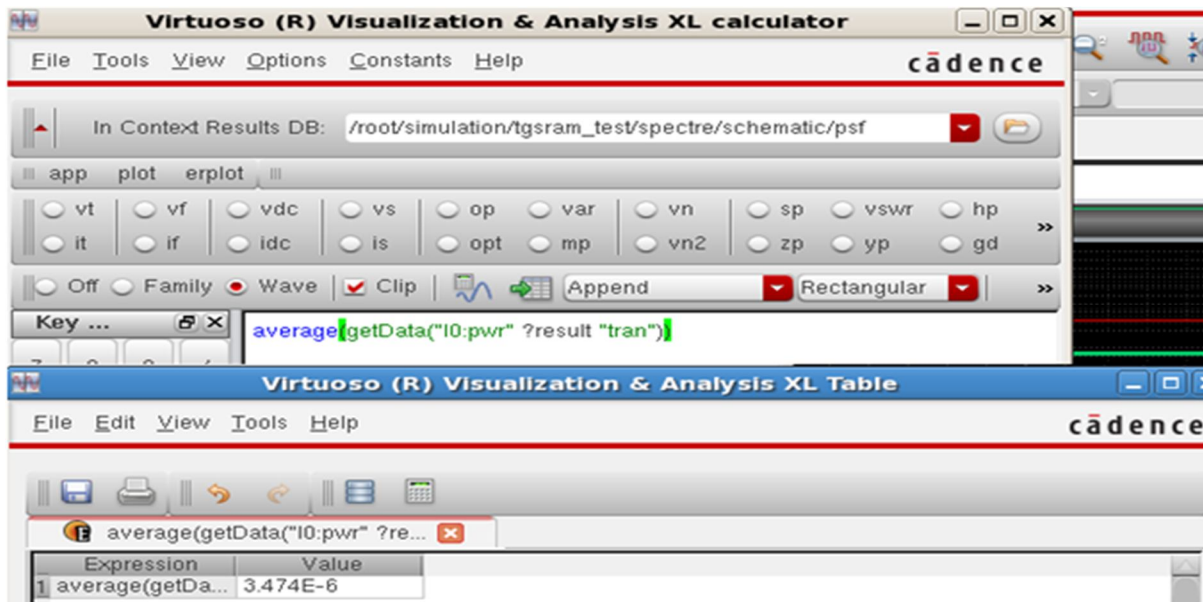 Virtuoso (R) Visualization & Analysis XL calculator
File Tools View Options Constants Help cādence
In Context Results DB: /root/simulation/tgsram_test/spectre/schematic/psf
app plot erplot
vt vf vdc vs op var vn sp vswr hp
it if idc is opt mp vn2 zp yp gd
Off Family Wave Clip Append Rectangular
Key ...
average(getData("I0:pwr" ?result "tran"))
Virtuoso (R) Visualization & Analysis XL Table
File Edit View Tools Help cādence
average(getData("I0:pwr" ?re...
Expression Value
1 average(getDa... 3.474E-6